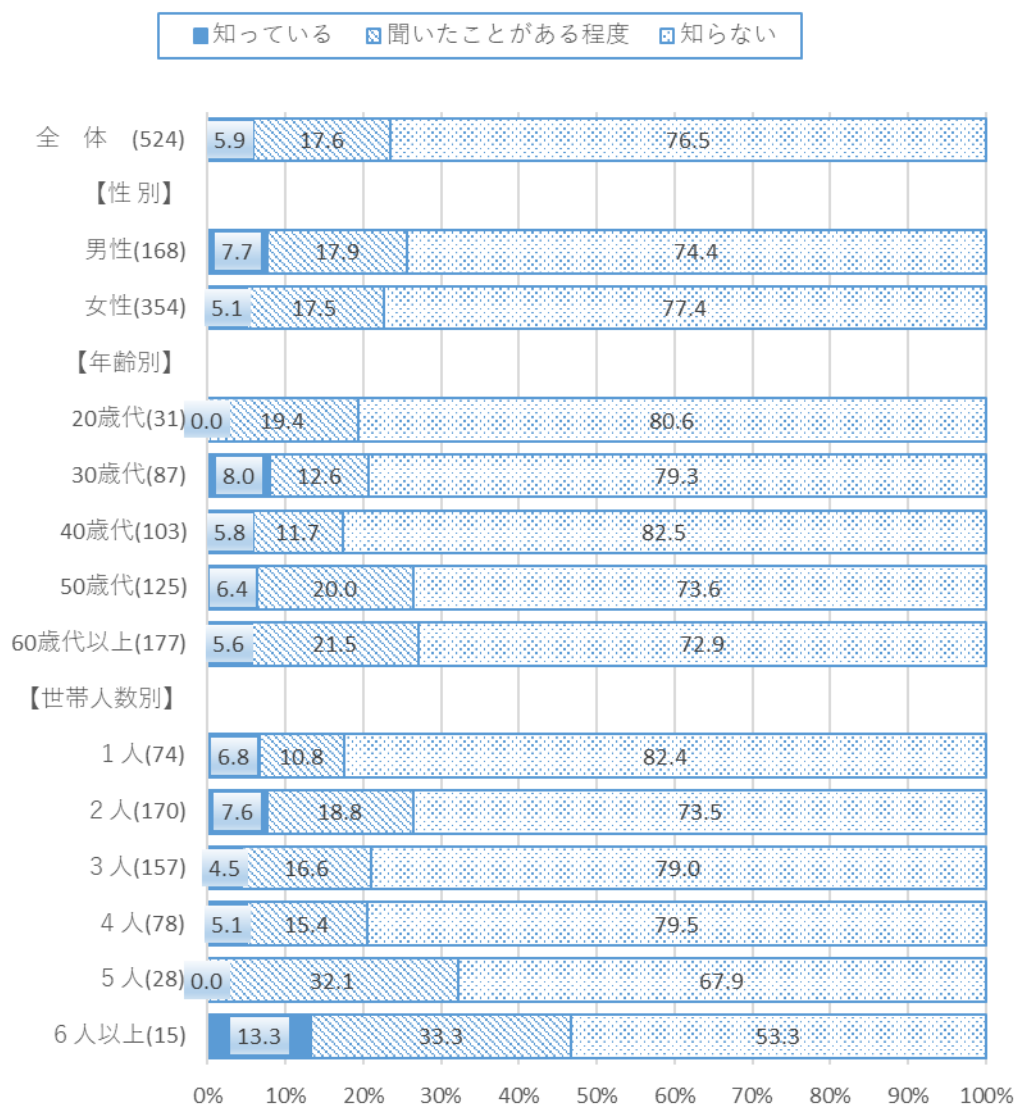 知っている 聞いたことがある程度 知らない
全 体 (524) 5.9 17.6 76.5
【性 別】
男性(168) 7.7 17.9 74.4
女性(354) 5.1 17.5 77.4
【年齢別】
20歳代(31) 0.0 19.4 80.6
30歳代(87) 8.0 12.6 79.3
40歳代(103) 5.8 11.7 82.5
50歳代(125) 6.4 20.0 73.6
60歳代以上(177) 5.6 21.5 72.9
【世帯人数別】
1人(74) 6.8 10.8 82.4
2人(170) 7.6 18.8 73.5
3人(157) 4.5 16.6 79.0
4人(78) 5.1 15.4 79.5
5人(28) 0.0 32.1 67.9
6人以上(15) 13.3 33.3 53.3
0% 10% 20% 30% 40% 50% 60% 70% 80% 90% 100%